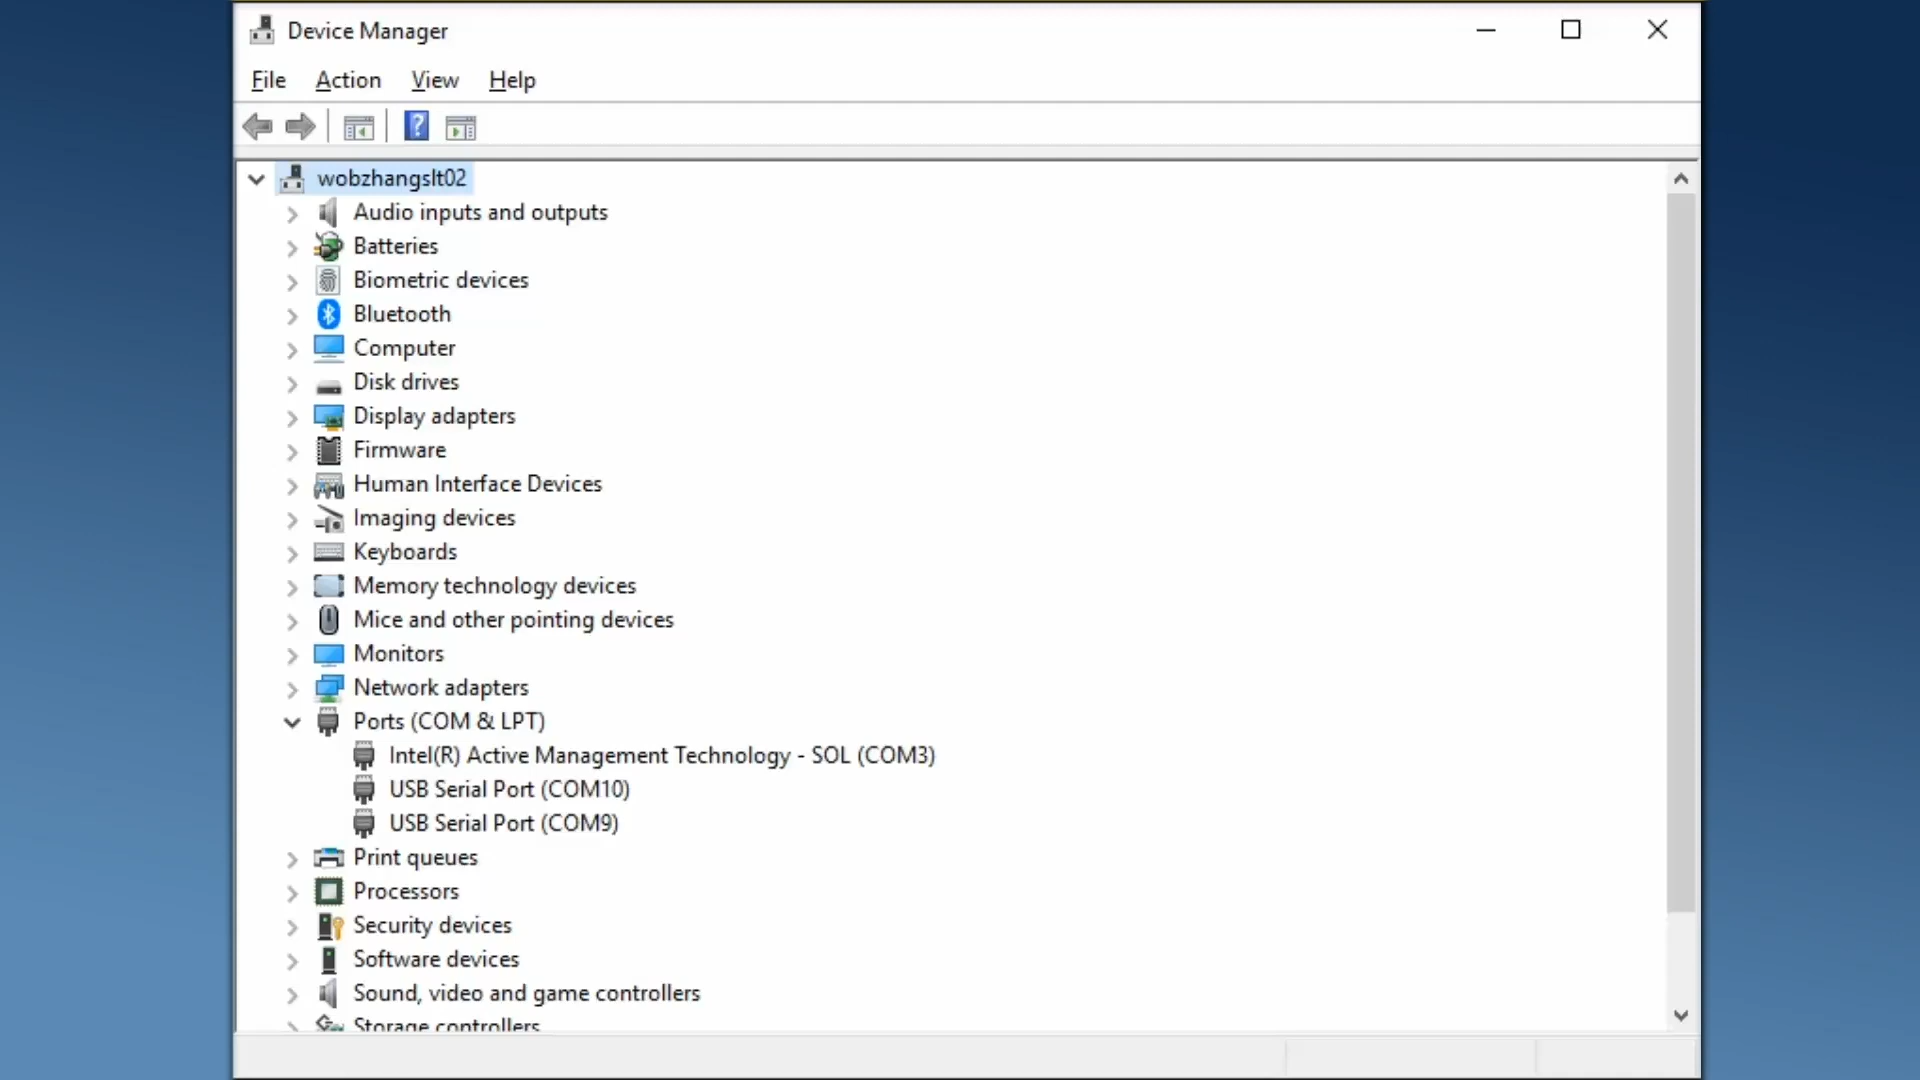 Device Manager
File Action View Help
wobzhangslt02
Audio inputs and outputs
Batteries
Biometric devices
Bluetooth
Computer
Disk drives
Display adapters
Firmware
Human Interface Devices
Imaging devices
Keyboards
Memory technology devices
Mice and other pointing devices
Monitors
Network adapters
Ports (COM & LPT)
Intel(R) Active Management Technology - SOL (COM3)
USB Serial Port (COM10)
USB Serial Port (COM9)
Print queues
Processors
Security devices
Software devices
Sound, video and game controllers
Storage controllers